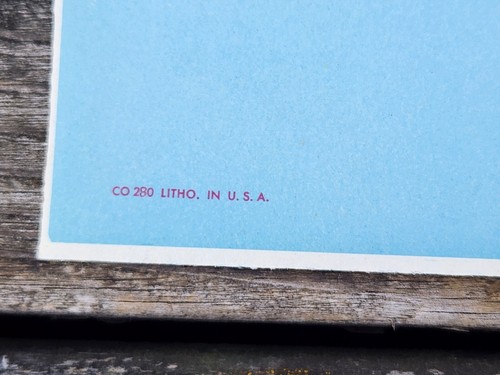 CO 280 LITHO. IN U. S. A.